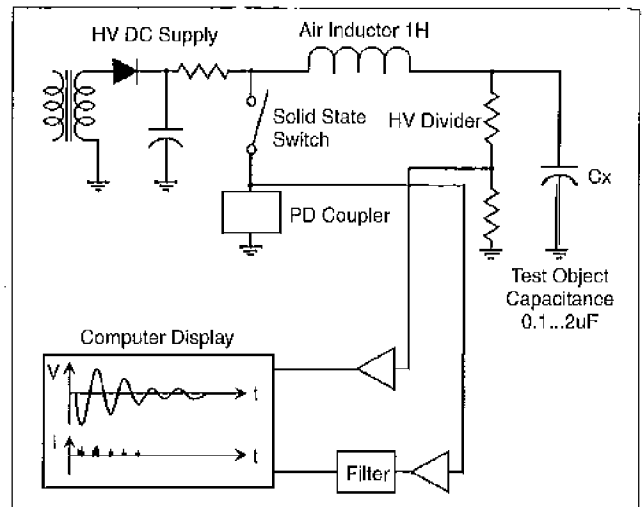 HV DC Supply
Air Inductor 1H
Solid State
Switch
HV Divider
Cx
PD Coupler
Test Object
Capacitance
0.1...2uF
Computer Display
V
t
i
t
Filter